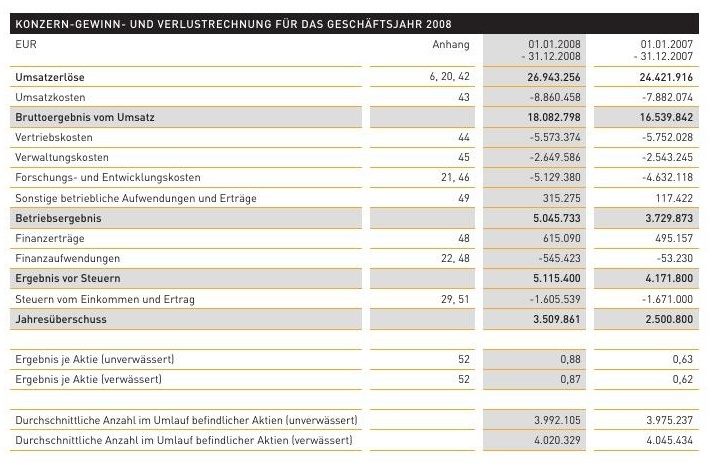 KONZERN-GEWINN- UND VERLUSTRECHNUNG FÜR DAS GESCHÄFTSJAHR 2008
EUR Anhang 01.01.2008 01.01.2007
- 31.12.2008 - 31.12.2007
Umsatzerlöse 6, 20, 42 26.943.256 24.421.916
Umsatzkosten 43 -8.860.458 -7.882.074
Bruttoergebnis vom Umsatz 18.082.798 16.539.842
Vertriebskosten 44 -5.573.374 -5.752.028
Verwaltungskosten 45 -2.649.586 -2.543.245
Forschungs- und Entwicklungskosten 21, 46 -5.129.380 -4.632.118
Sonstige betriebliche Aufwendungen und Erträge 49 315.275 117.422
Betriebsergebnis 5.045.733 3.729.873
Finanzerträge 48 615.090 495.157
Finanzaufwendungen 22, 48 -545.423 -53.230
Ergebnis vor Steuern 5.115.400 4.171.800
Steuern vom Einkommen und Ertrag 29, 51 -1.605.539 -1.671.000
Jahresüberschuss 3.509.861 2.500.800
Ergebnis je Aktie (unverwässert) 52 0,88 0,63
Ergebnis je Aktie (verwässert) 52 0,87 0,62
Durchschnittliche Anzahl im Umlauf befindlicher Aktien (unverwässert) 3.992.105 3.975.237
Durchschnittliche Anzahl im Umlauf befindlicher Aktien (verwässert) 4.020.329 4.045.434